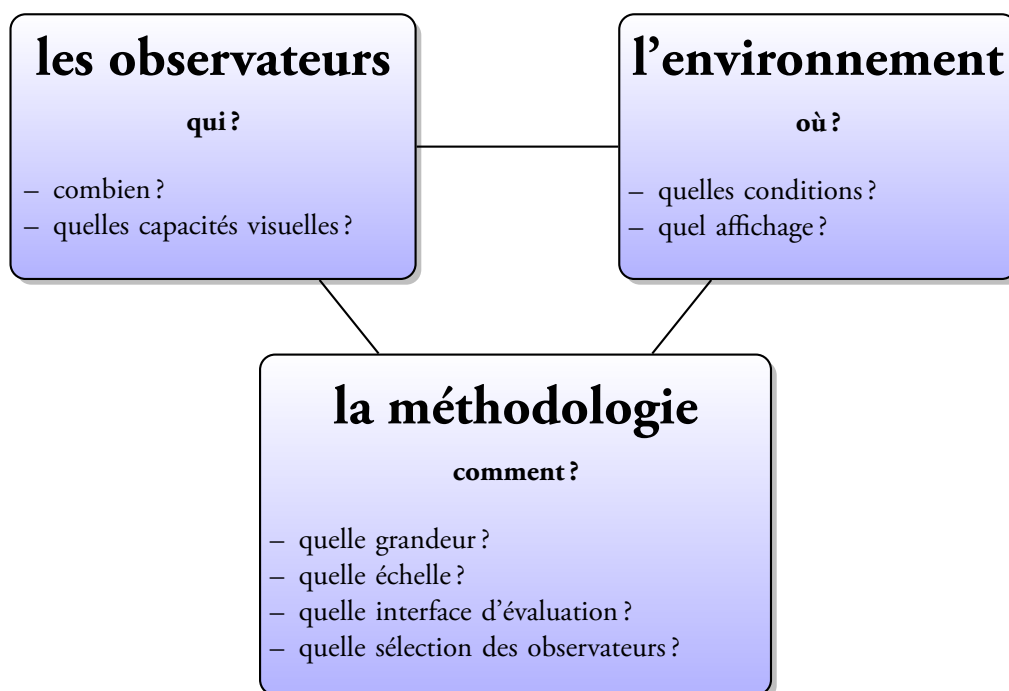 les observateurs
qui ?
– combien ?
– quelles capacités visuelles ?
l’environnement
où ?
– quelles conditions ?
– quel affichage ?
la méthodologie
comment ?
– quelle grandeur ?
– quelle échelle ?
– quelle interface d’évaluation ?
– quelle sélection des observateurs ?